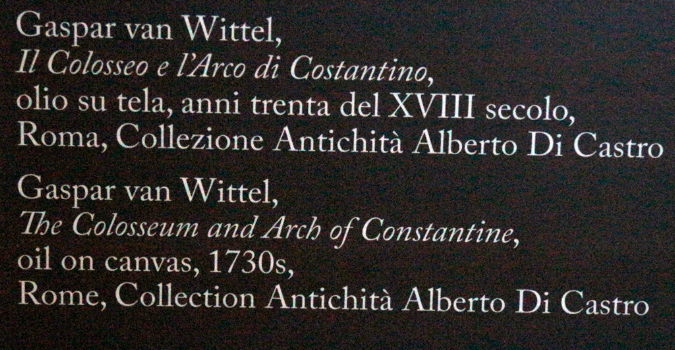 Gaspar van Wittel,
Il Colosseo e l'Arco di Costantino,
olio su tela, anni trenta del XVIII secolo,
Roma, Collezione Antichità Alberto Di Castro
Gaspar van Wittel,
The Colosseum and Arch of Constantine,
oil on canvas, 1730s,
Rome, Collection Antichità Alberto Di Castro